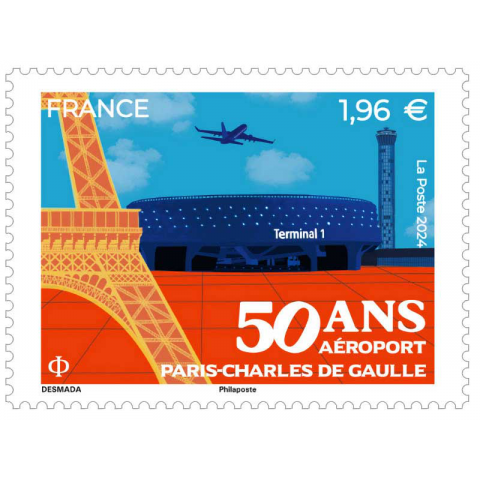 FRANCE
1,96 €
La Poste 2024
Terminal 1
50 ANS
AÉROPORT
PARIS-CHARLES DE GAULLE
DESMADA
Philaposte